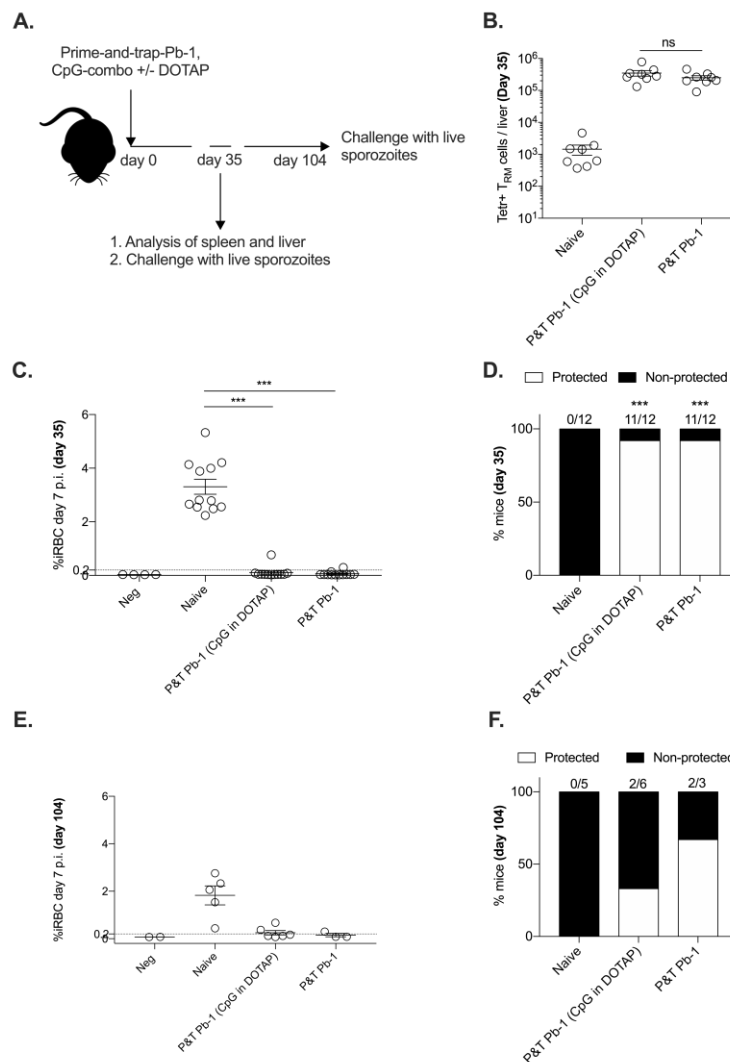 A.
Prime-and-trap-Pb-1,
CpG-combo +/- DOTAP
day 0
day 35
day 104
Challenge with live
sporozoites
1. Analysis of spleen and liver
2. Challenge with live sporozoites
B.
Tetr+ TRM cells / liver (Day 35)
10^6
10^5
10^4
10^3
10^2
10^1
ns
Naive
P&T Pb-1 (CpG in DOTAP)
P&T Pb-1
C.
%iRBC day 7 p.i. (day 35)
6
4
2
0.2
0
***
***
Neg
Naive
P&T Pb-1 (CpG in DOTAP)
P&T Pb-1
D.
Protected Non-protected
*** ***
0/12 11/12 11/12
% mice (day 35)
100
50
0
Naive
P&T Pb-1 (CpG in DOTAP)
P&T Pb-1
E.
%iRBC day 7 p.i. (day 104)
6
4
2
0.2
0
Neg
Naive
P&T Pb-1 (CpG in DOTAP)
P&T Pb-1
F.
Protected Non-protected
0/5 2/6 2/3
% mice (day 104)
100
50
0
Naive
P&T Pb-1 (CpG in DOTAP)
P&T Pb-1